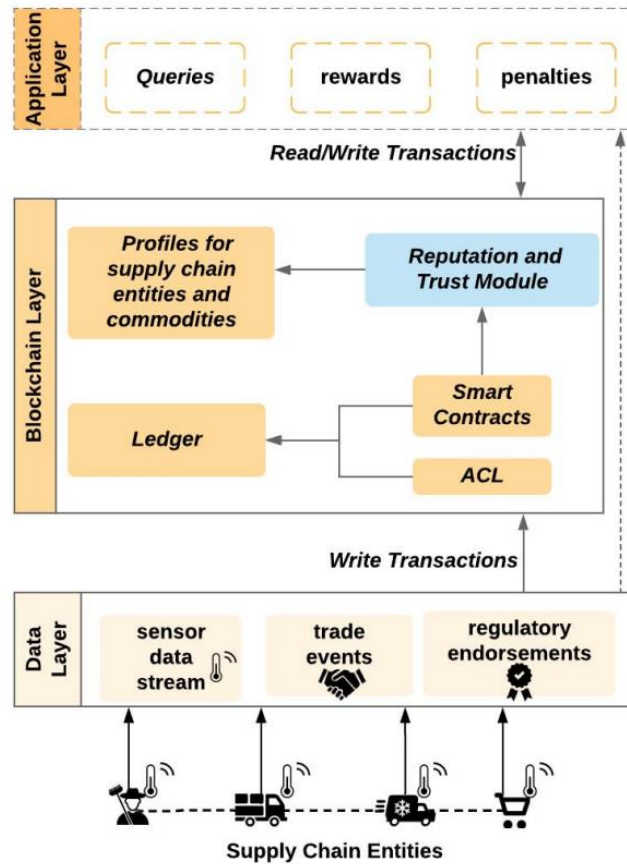 Application
Layer
Queries
rewards
penalties
Read/Write Transactions
Blockchain Layer
Profiles for
supply chain
entities and
commodities
Reputation and
Trust Module
Smart
Contracts
Ledger
ACL
Write Transactions
Data
Layer
sensor
data
stream
trade
events
regulatory
endorsements
Supply Chain Entities